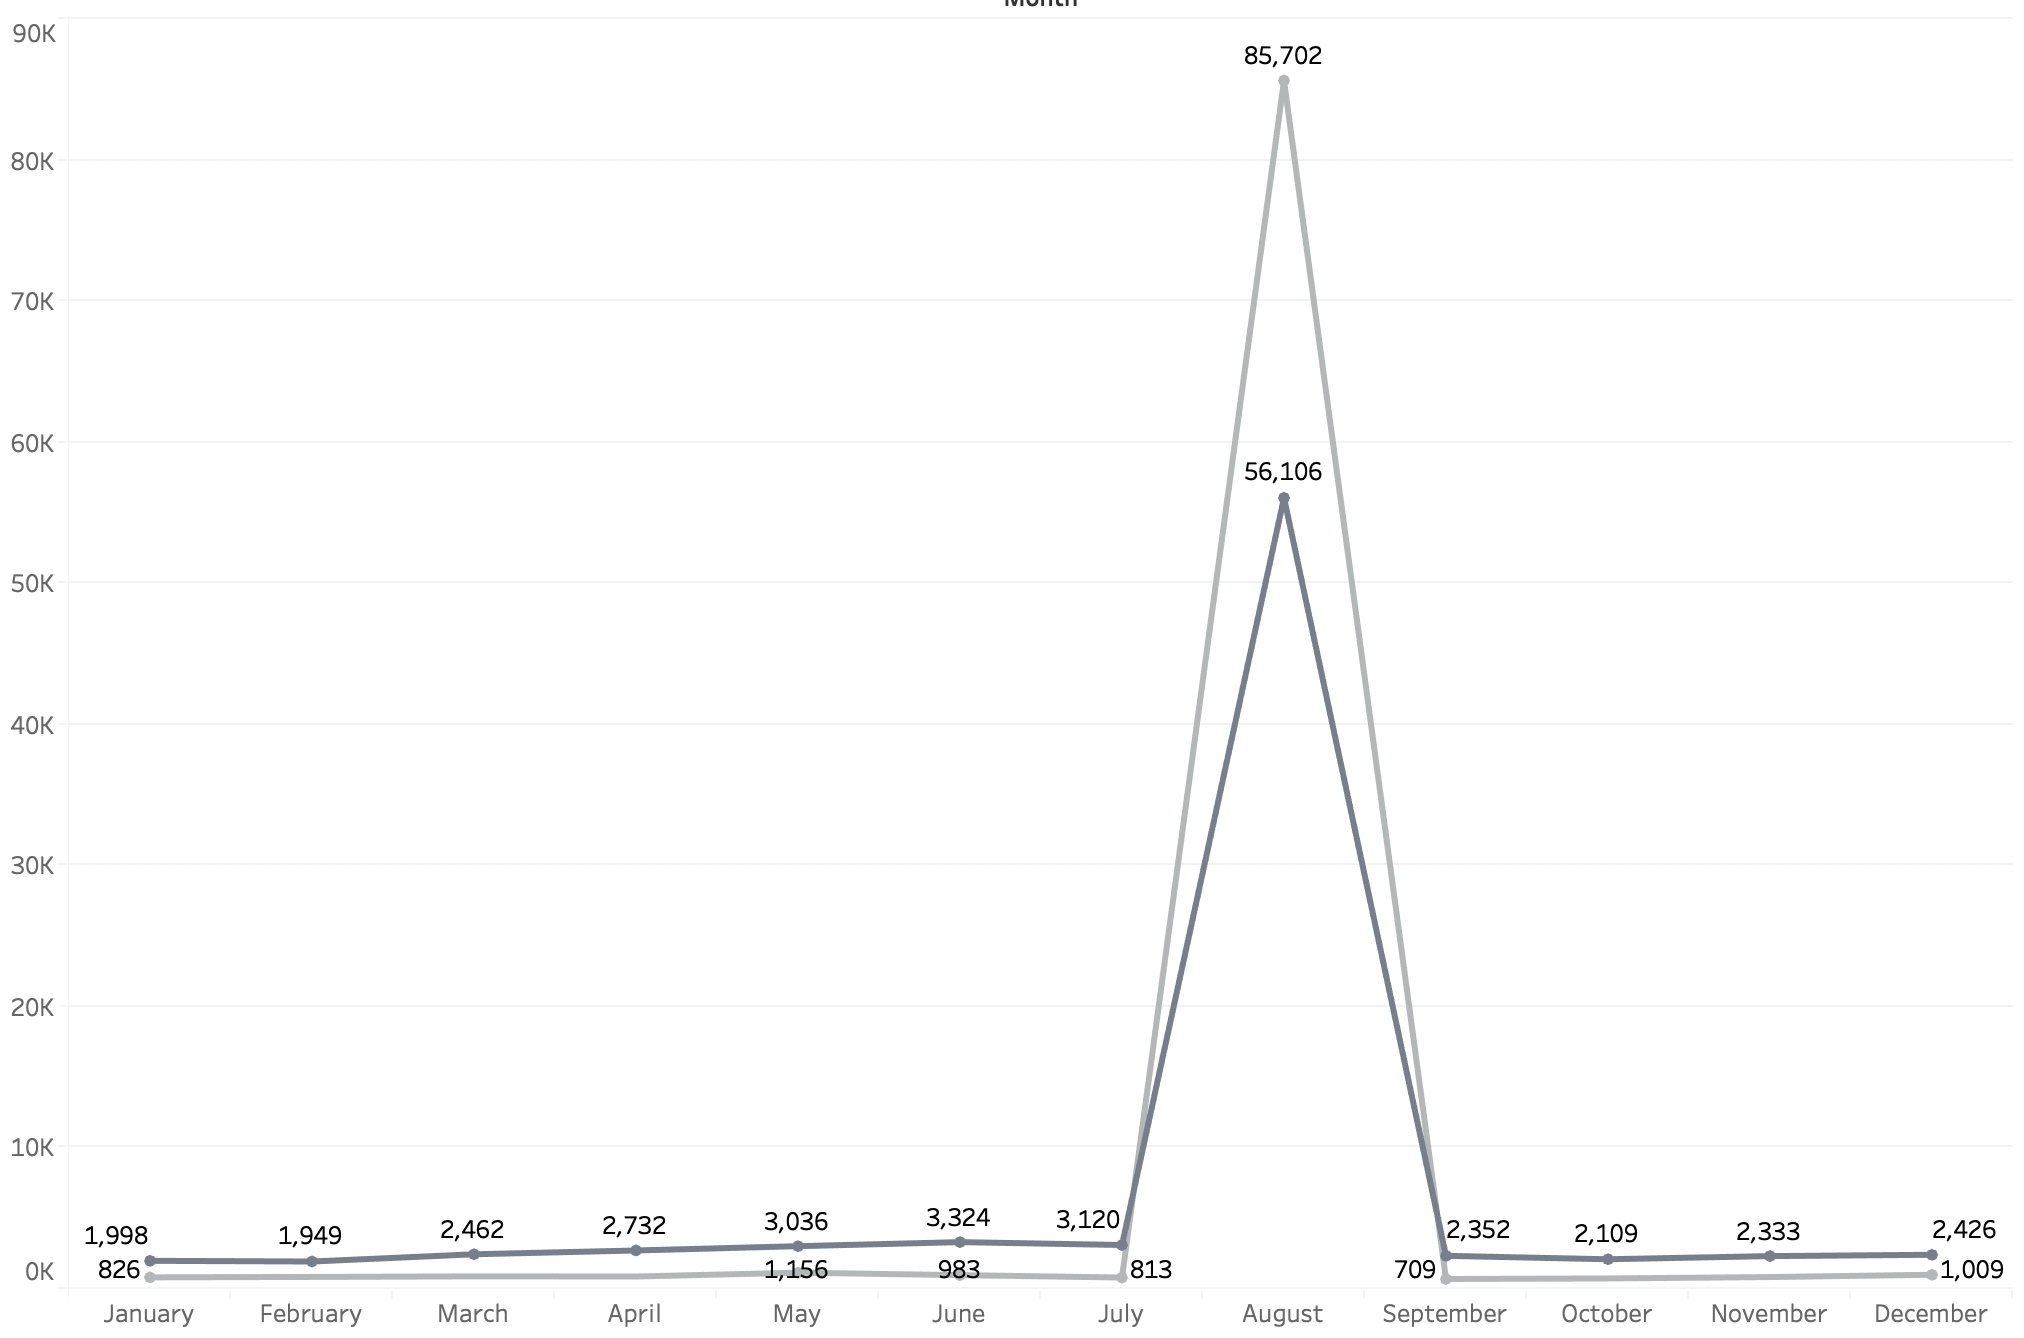 Month
90K
85,702
80K
70K
60K
56,106
50K
40K
30K
20K
10K
1,998 1,949 2,462 2,732 3,036 3,324 3,120 2,352 2,109 2,333 2,426
0K 826 1,156 983 813 709 1,009
January February March April May June July August September October November December